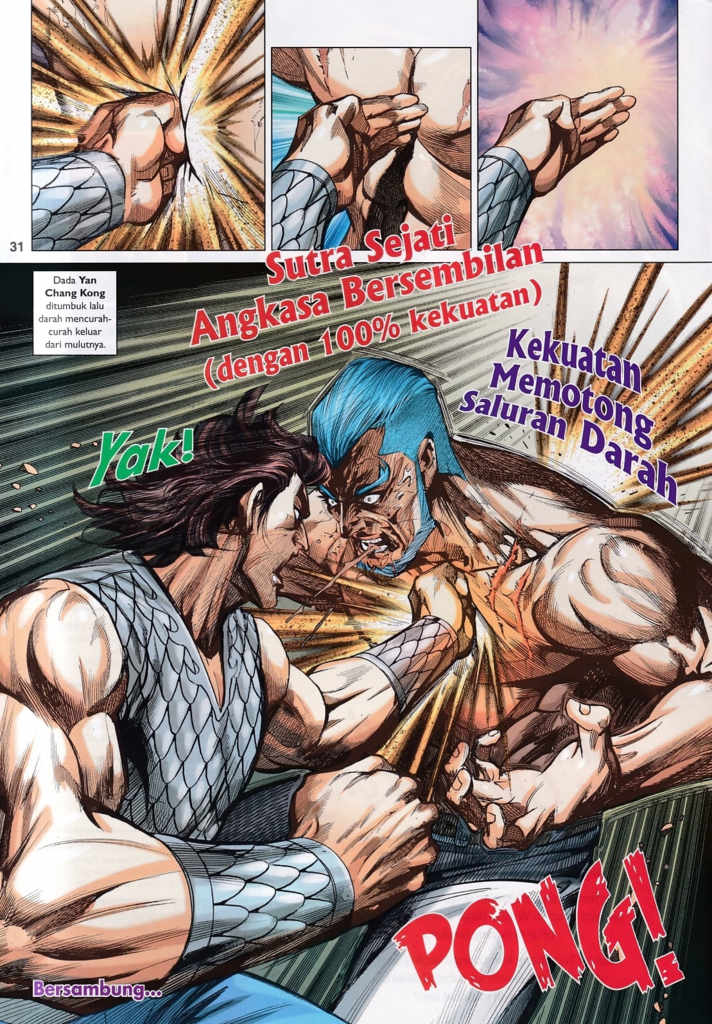 31
Dada Yan
Chang Kong
ditumbuk lalu
darah mencurah-
curah keluar
dari mulutnya.
Sutra Sejati
Angkasa Bersembilan
(dengan 100% kekuatan)
Kekuatan
Memotong
Saluran Darah
Yak!
PONG!
Bersambung...